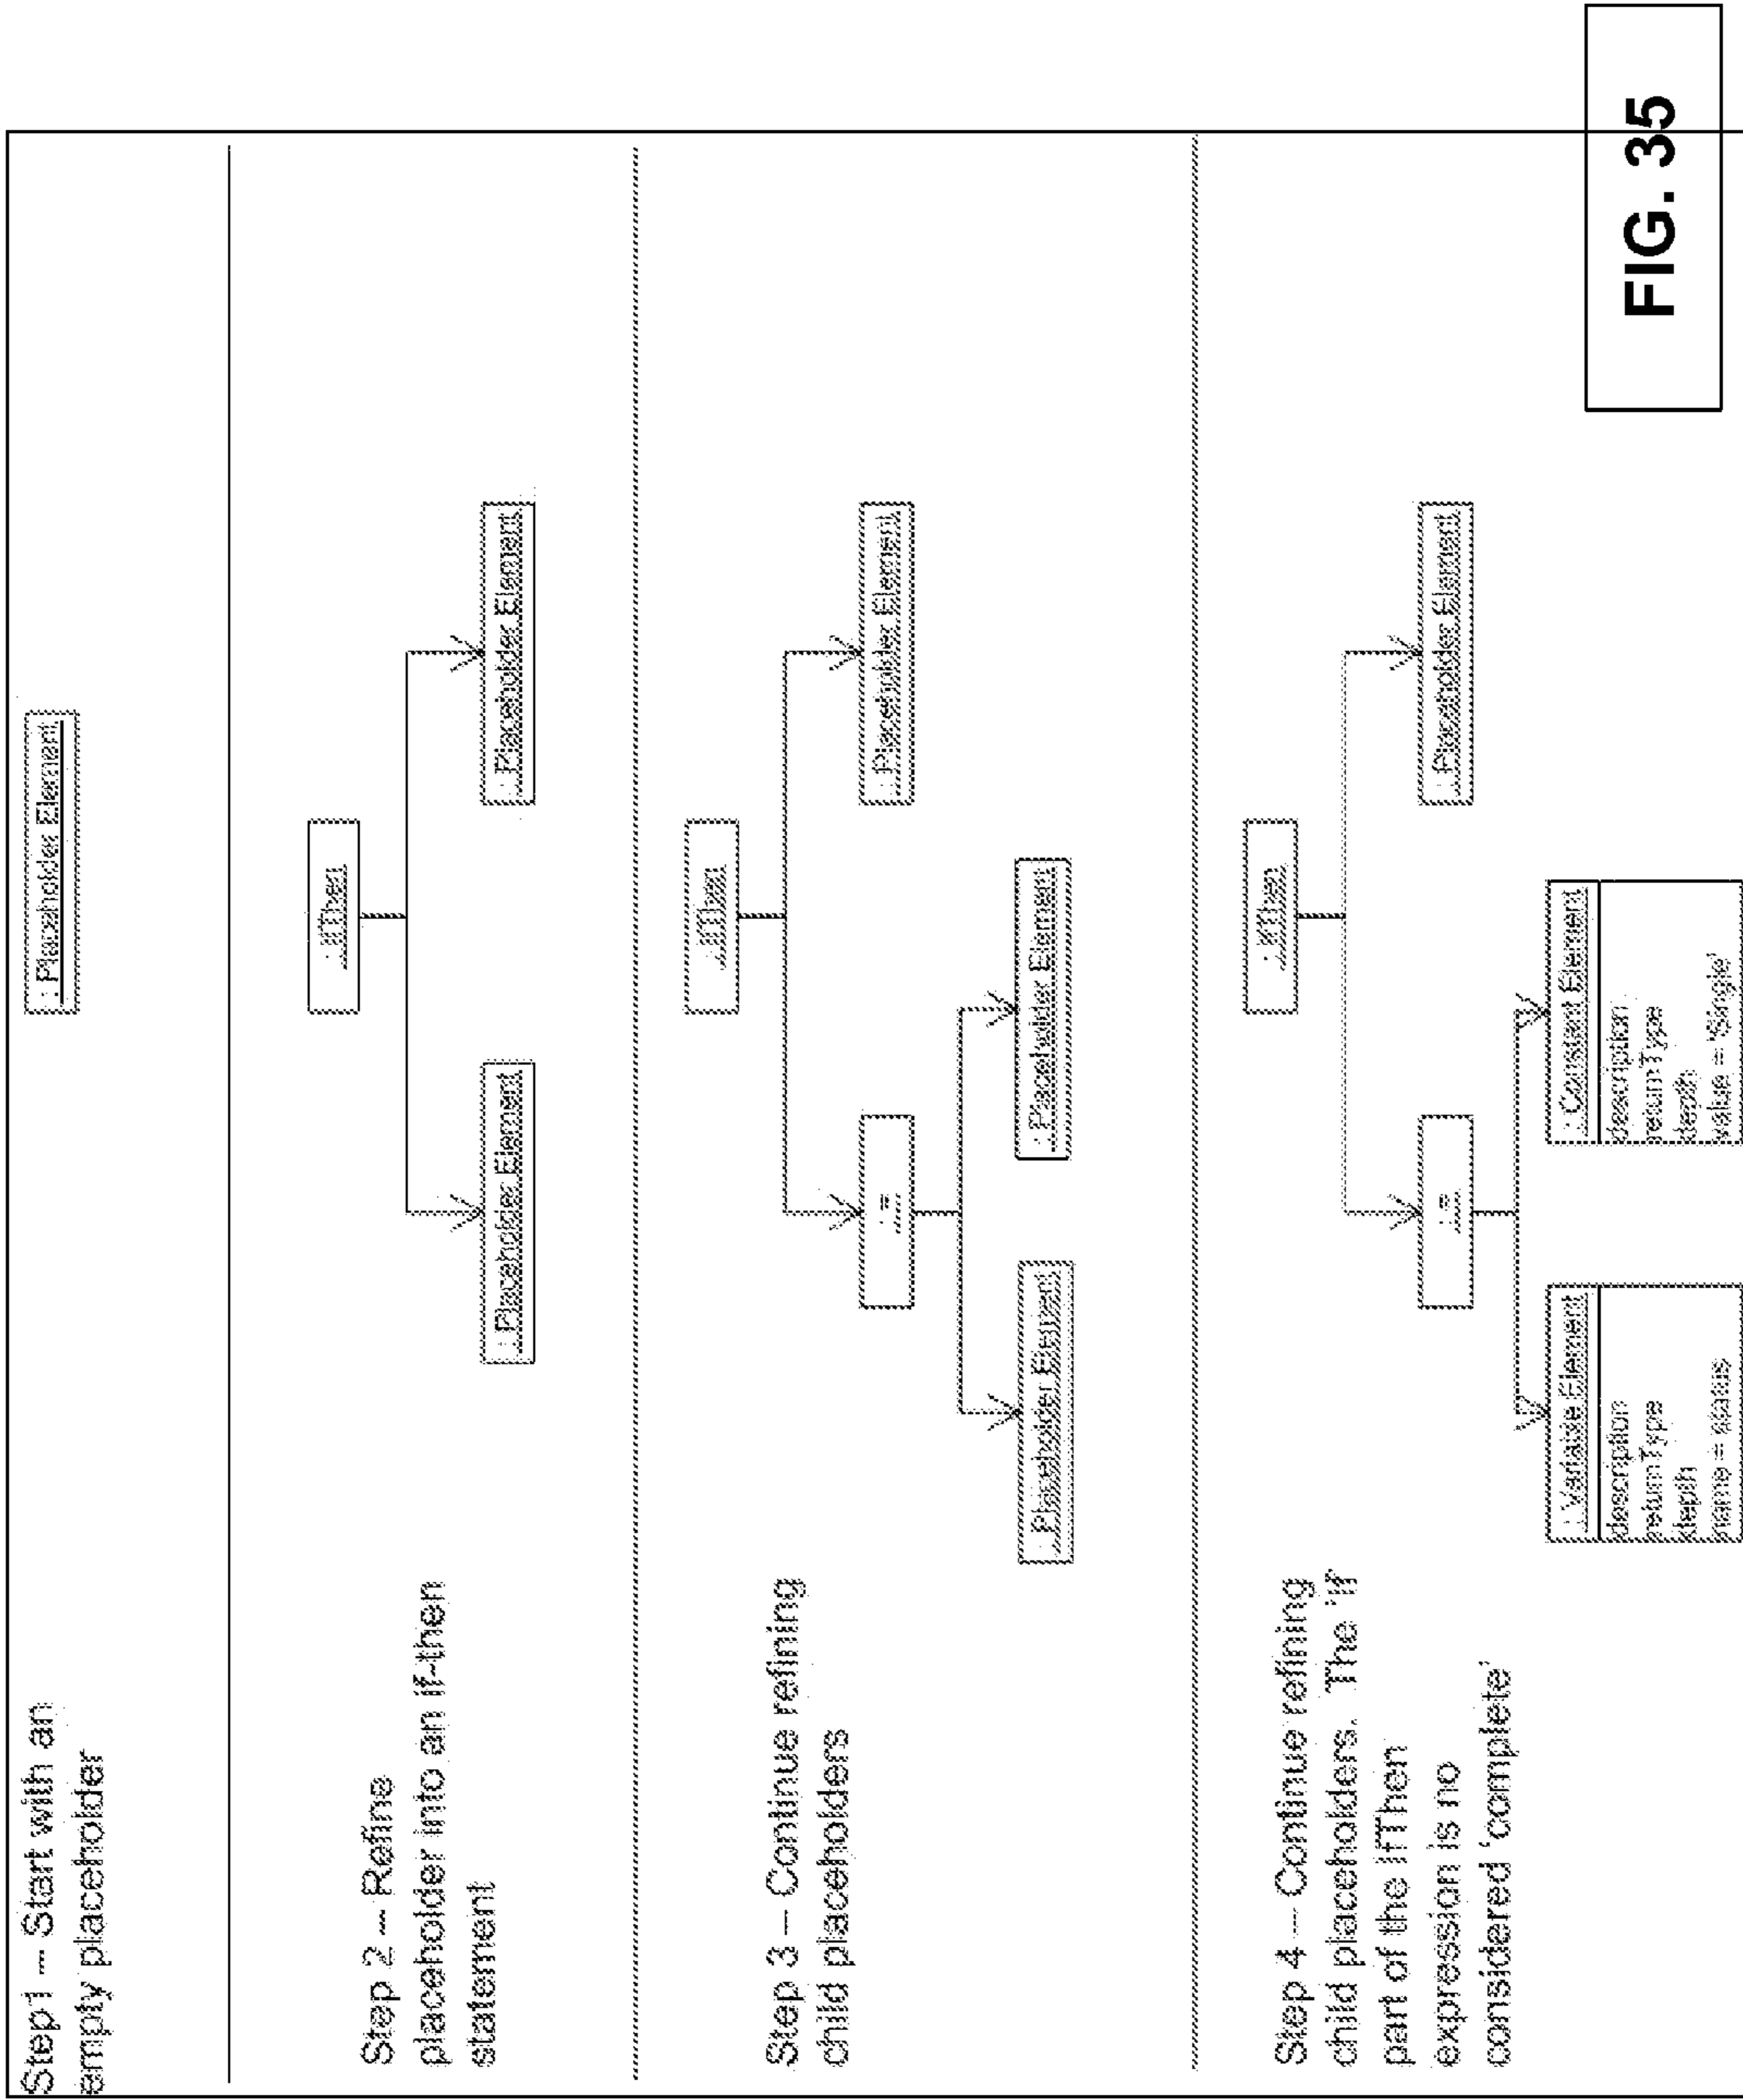 Step1 -- Start with an
empty placeholder
: Placeholder Element
Step 2 -- Refine
placeholder into an if-then
statement
: IfThen
: Placeholder Element
: Placeholder Element
Step 3 – Continue refining
child placeholders
: IfThen
: =
: Placeholder Element
: Placeholder Element
: Placeholder Element
Step 4 -- Continue refining
child placeholders. The 'if'
part of the ifThen
expression is no
considered 'complete'
: IfThen
: =
: Placeholder Element
: Variable Element
description
returnType
depth
name = status
: Constant Element
description
returnType
depth
value = 'Single'
FIG. 35